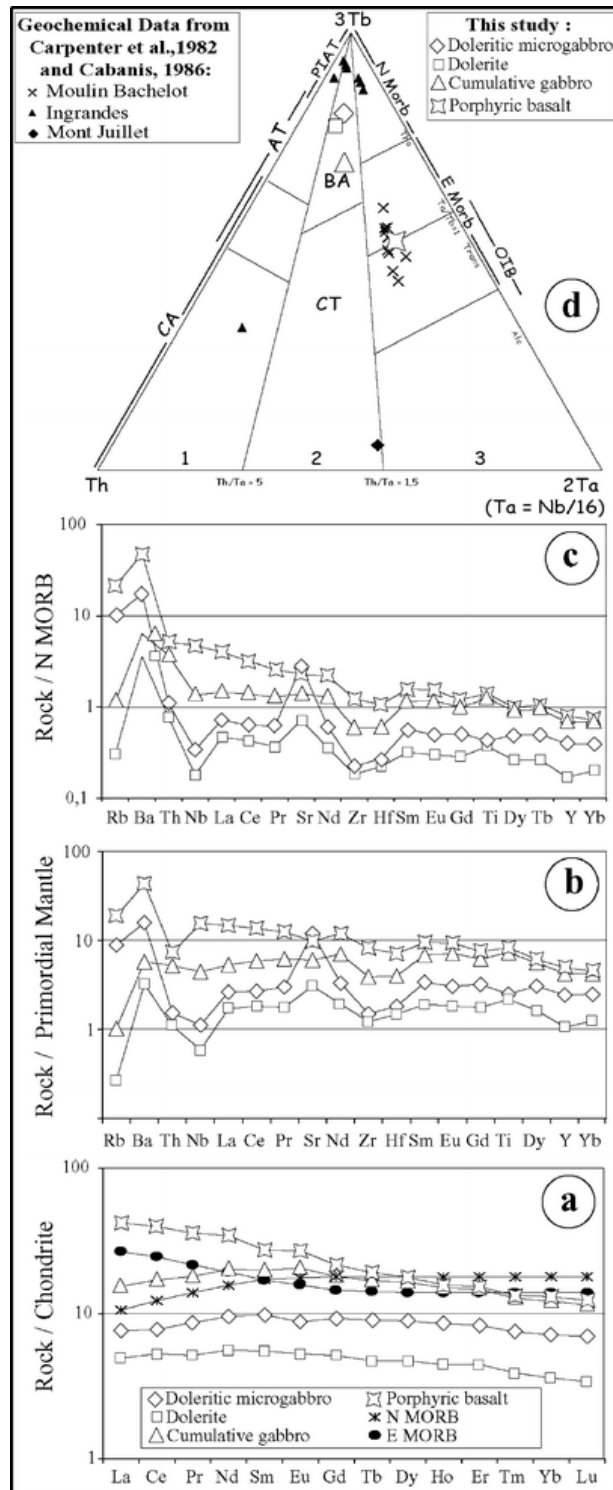 Geochemical Data from
Carpenter et al.,1982
and Cabanis, 1986:
× Moulin Bachelot
▲ Ingrandes
◆ Mont Juillet
This study :
Doleritic microgabbro
Dolerite
Cumulative gabbro
Porphyric basalt
3Tb
PIAT
N Morb
Tho
AT
BA
E Morb
Ta/Tb=1
Trans
OIB
d
CT
CA
Alc
1
2
3
Th
Th/Ta = 5
Th/Ta = 1,5
2Ta
(Ta = Nb/16)
Rock / N MORB
100
10
1
0,1
c
Rb Ba Th Nb La Ce Pr Sr Nd Zr Hf Sm Eu Gd Ti Dy Tb Y Yb
Rock / Primordial Mantle
100
10
1
b
Rb Ba Th Nb La Ce Pr Sr Nd Zr Hf Sm Eu Gd Ti Dy Y Yb
Rock / Chondrite
100
10
1
a
Doleritic microgabbro
Dolerite
Cumulative gabbro
Porphyric basalt
N MORB
E MORB
La Ce Pr Nd Sm Eu Gd Tb Dy Ho Er Tm Yb Lu